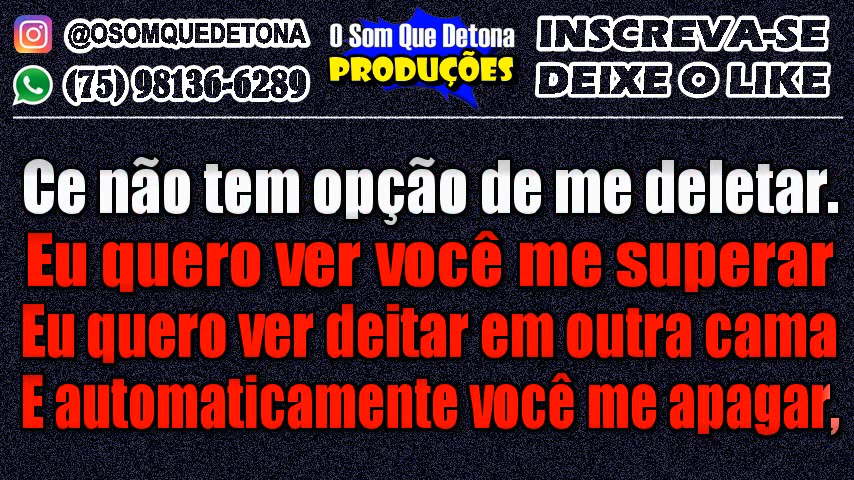 @OSOMQUEDETONA
(75) 98136-6289
O Som Que Detona
PRODUÇÕES
INSCREVA-SE
DEIXE O LIKE
Ce não tem opção de me deletar.
Eu quero ver você me superar
Eu quero ver deitar em outra cama
E automaticamente você me apagar,